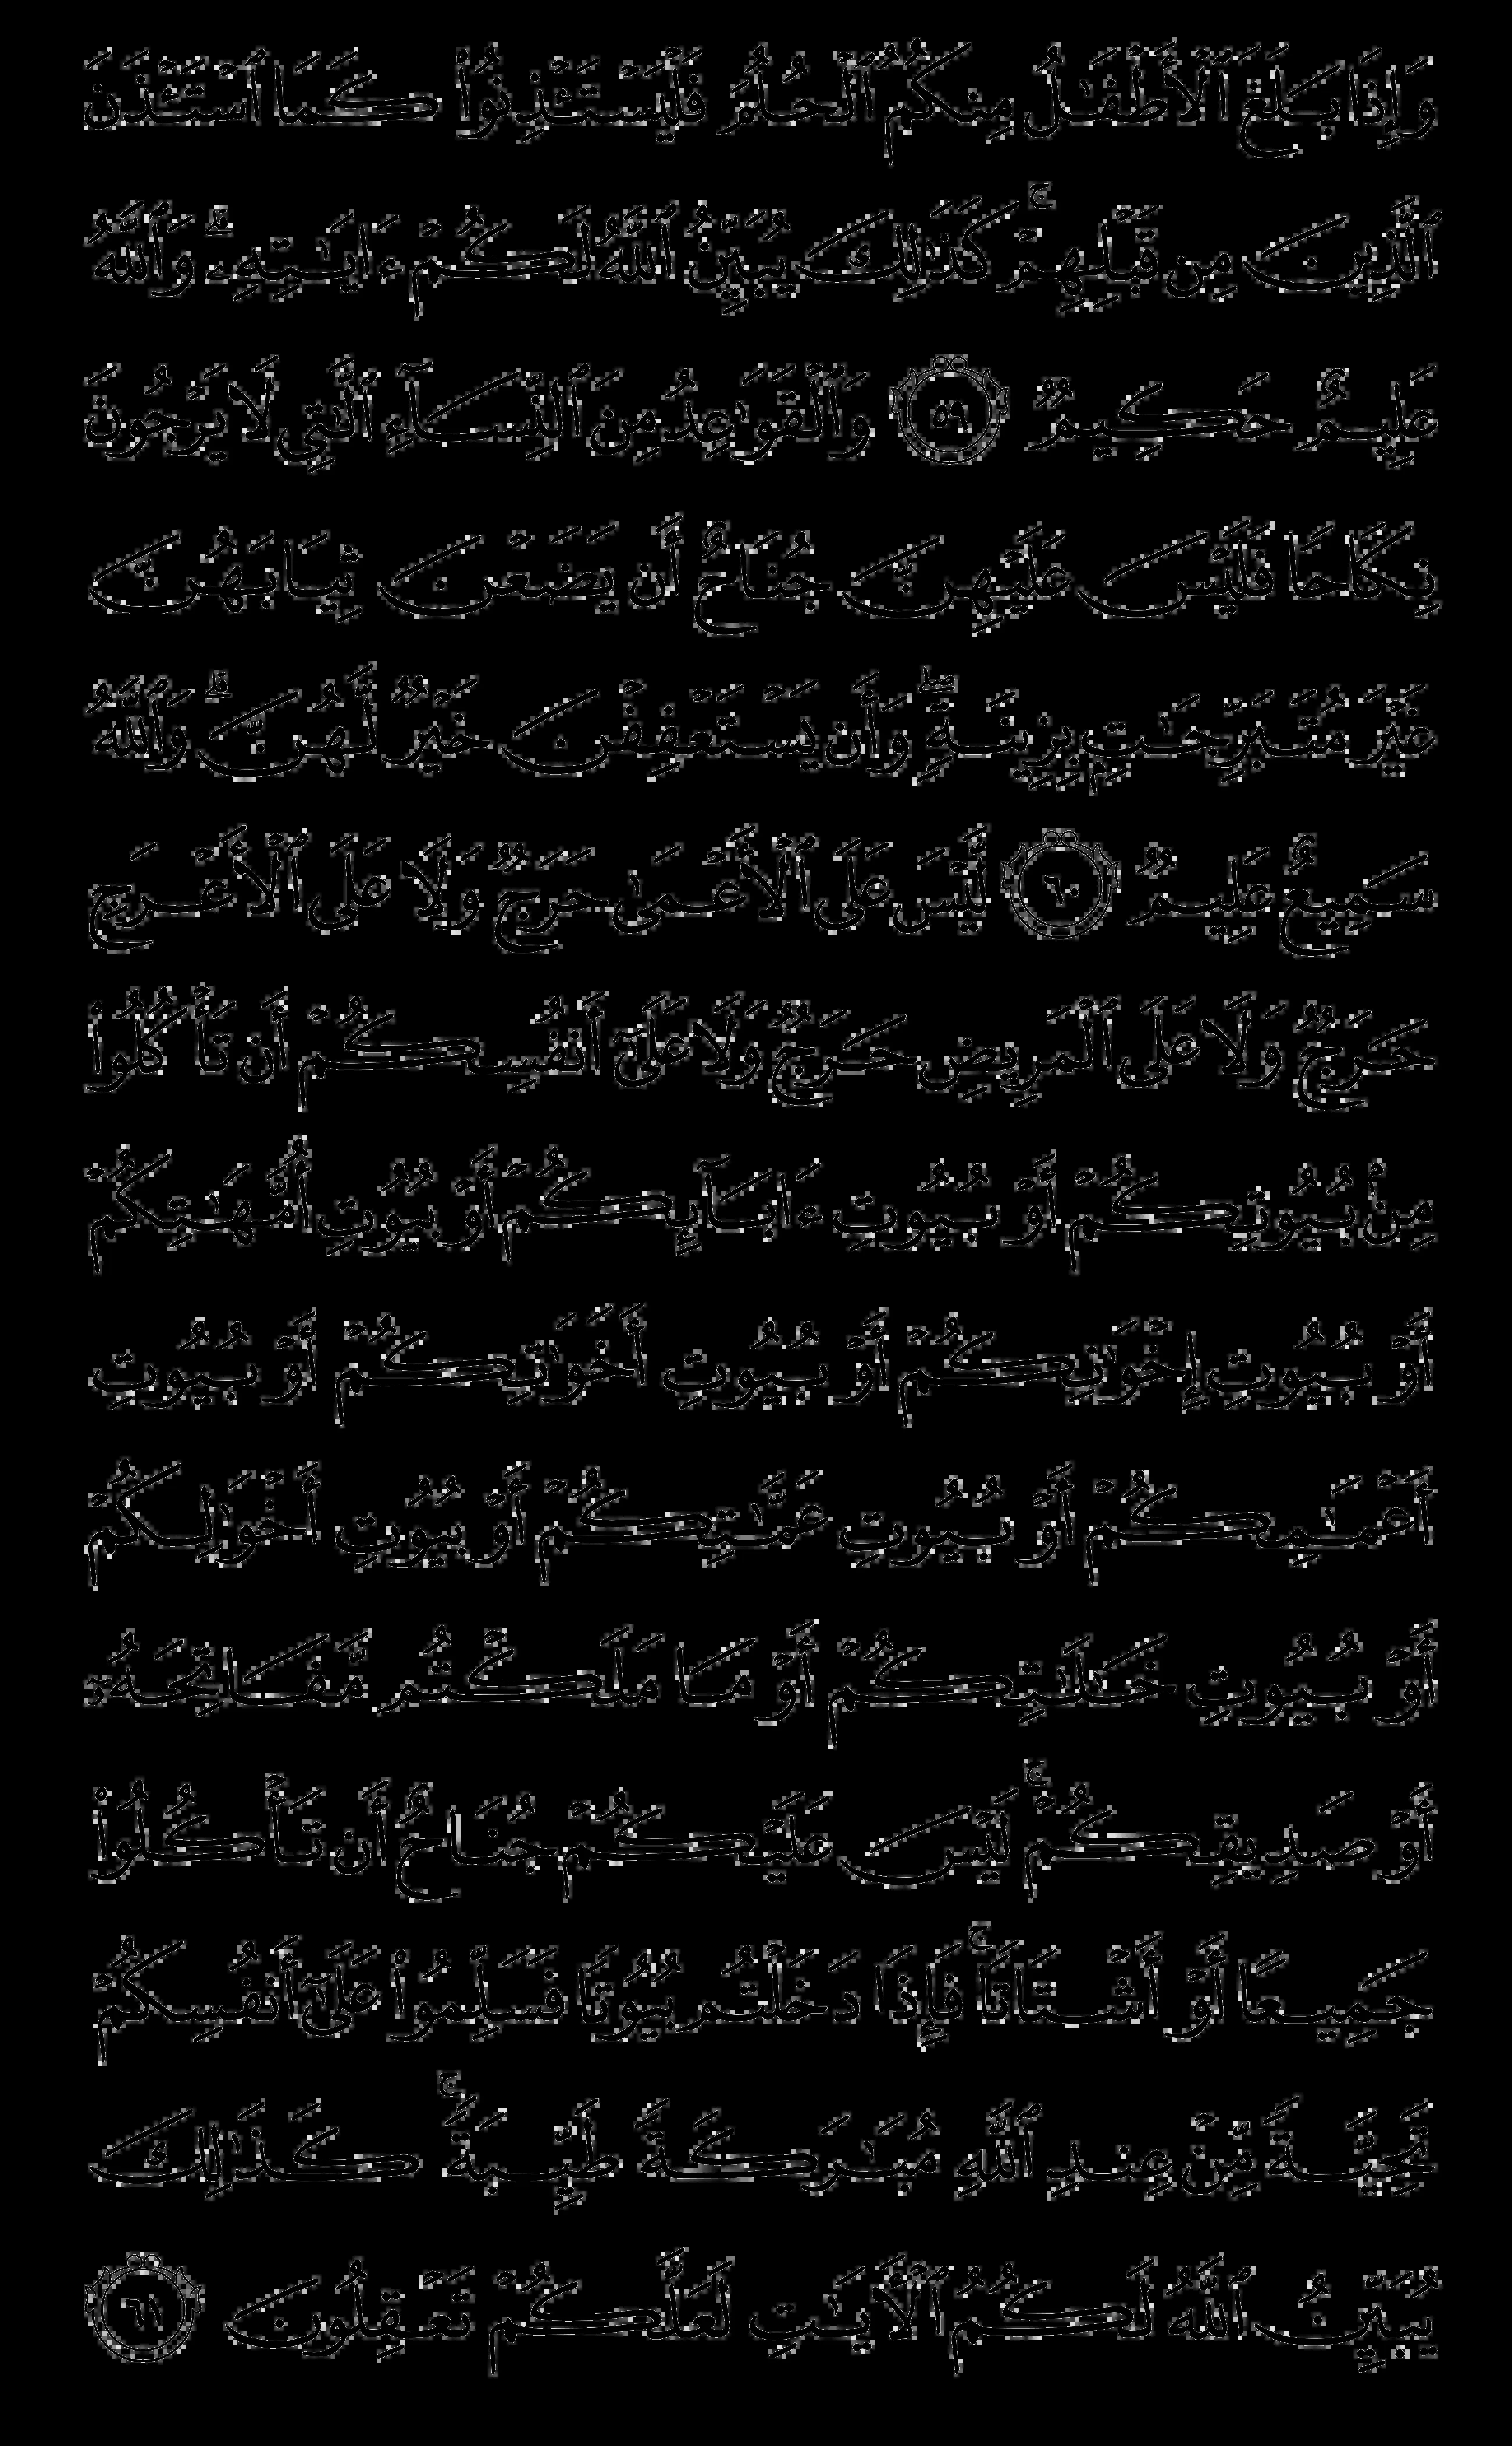 وَإِذَا بَلَغَ ٱلْأَطْفَـٰلُ مِنكُمُ ٱلْحُلُمَ فَلْيَسْتَـْٔذِنُوا۟ كَمَا ٱسْتَـْٔذَنَ
ٱلَّذِينَ مِن قَبْلِهِمْ ۚ كَذَٰلِكَ يُبَيِّنُ ٱللَّهُ لَكُمْ ءَايَـٰتِهِۦ ۗ وَٱللَّهُ
عَلِيمٌ حَكِيمٌ ٥٩ وَٱلْقَوَٰعِدُ مِنَ ٱلنِّسَآءِ ٱلَّـٰتِى لَا يَرْجُونَ
نِكَاحًا فَلَيْسَ عَلَيْهِنَّ جُنَاحٌ أَن يَضَعْنَ ثِيَابَهُنَّ
غَيْرَ مُتَبَرِّجَـٰتٍۭ بِزِينَةٍ ۖ وَأَن يَسْتَعْفِفْنَ خَيْرٌ لَّهُنَّ ۗ وَٱللَّهُ
سَمِيعٌ عَلِيمٌ ٦٠ لَّيْسَ عَلَى ٱلْأَعْمَىٰ حَرَجٌ وَلَا عَلَى ٱلْأَعْرَجِ
حَرَجٌ وَلَا عَلَى ٱلْمَرِيضِ حَرَجٌ وَلَا عَلَىٰٓ أَنفُسِكُمْ أَن تَأْكُلُوا۟
مِنۢ بُيُوتِكُمْ أَوْ بُيُوتِ ءَابَآئِكُمْ أَوْ بُيُوتِ أُمَّهَـٰتِكُمْ
أَوْ بُيُوتِ إِخْوَٰنِكُمْ أَوْ بُيُوتِ أَخَوَٰتِكُمْ أَوْ بُيُوتِ
أَعْمَـٰمِكُمْ أَوْ بُيُوتِ عَمَّـٰتِكُمْ أَوْ بُيُوتِ أَخْوَٰلِكُمْ
أَوْ بُيُوتِ خَـٰلَـٰتِكُمْ أَوْ مَا مَلَكْتُم مَّفَاتِحَهُۥٓ
أَوْ صَدِيقِكُمْ ۚ لَيْسَ عَلَيْكُمْ جُنَاحٌ أَن تَأْكُلُوا۟
جَمِيعًا أَوْ أَشْتَاتًا ۚ فَإِذَا دَخَلْتُم بُيُوتًا فَسَلِّمُوا۟ عَلَىٰٓ أَنفُسِكُمْ
تَحِيَّةً مِّنْ عِندِ ٱللَّهِ مُبَـٰرَكَةً طَيِّبَةً ۚ كَذَٰلِكَ
يُبَيِّنُ ٱللَّهُ لَكُمُ ٱلْـَٔايَـٰتِ لَعَلَّكُمْ تَعْقِلُونَ ٦١